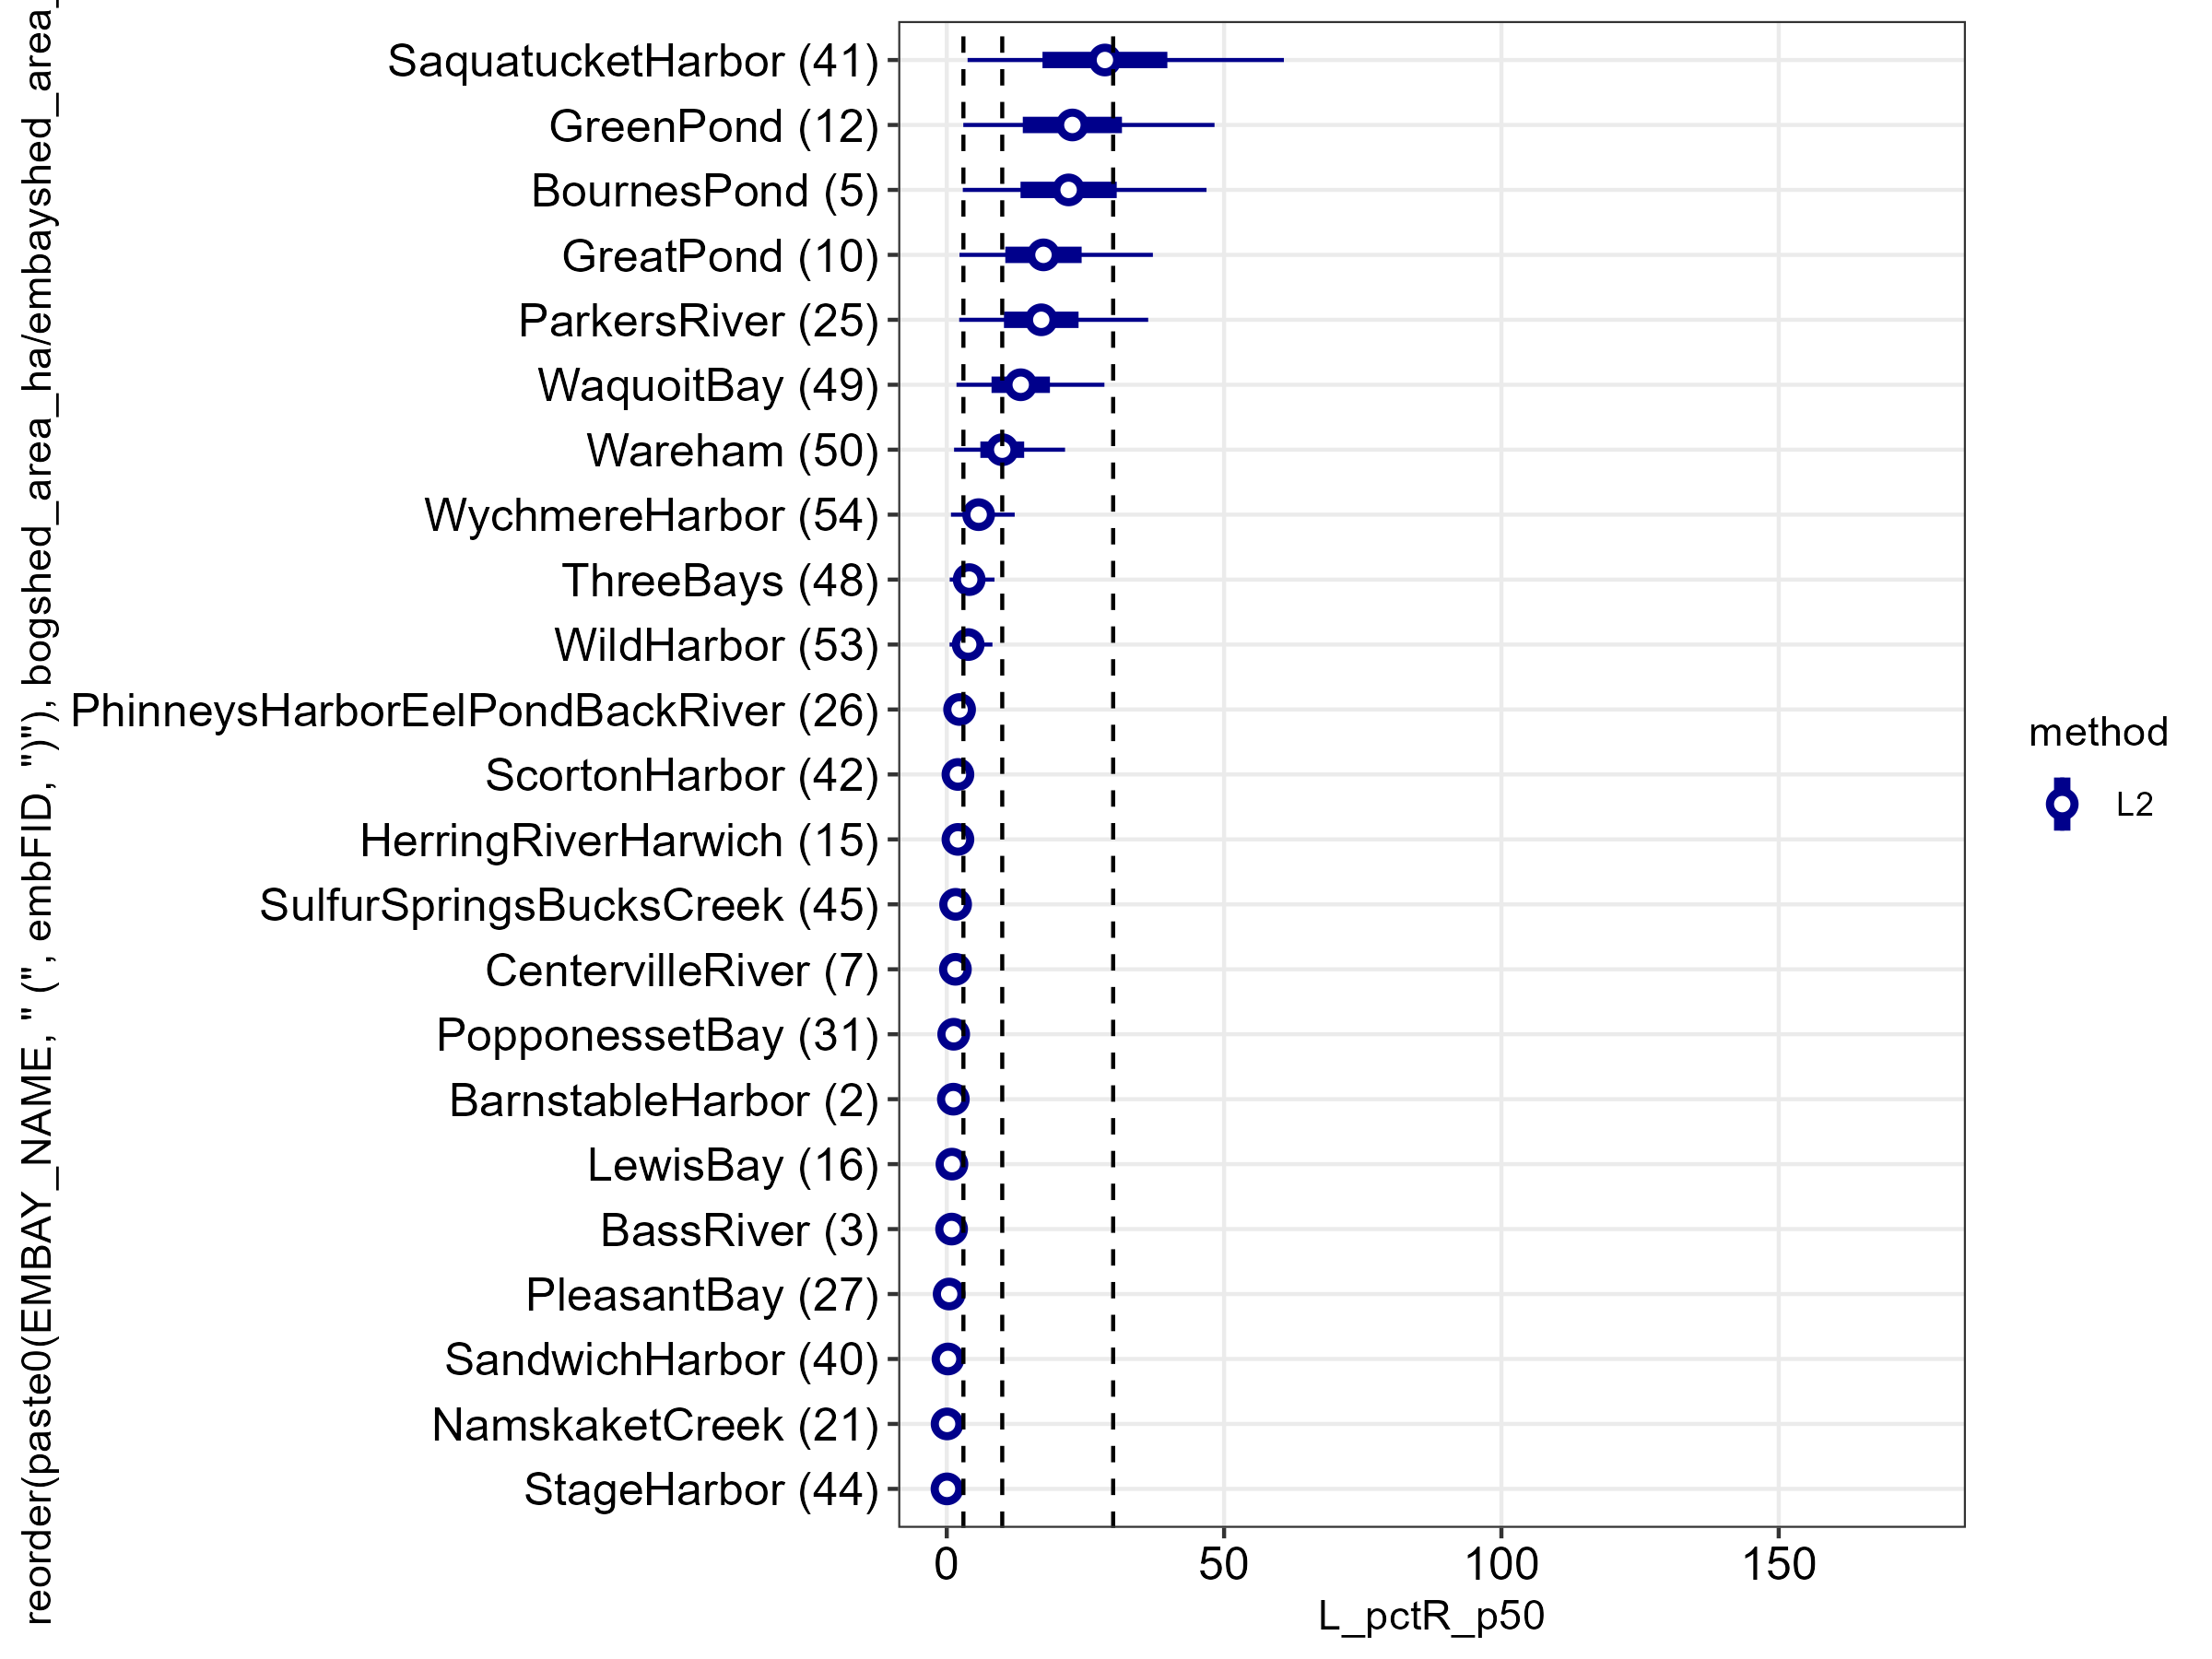 reorder(paste0(EMBAY_NAME, " (", embFID, ")"), bogshed_area_ha/embayshed_area_
SaquatucketHarbor (41)
GreenPond (12)
BournesPond (5)
GreatPond (10)
ParkersRiver (25)
WaquoitBay (49)
Wareham (50)
WychmereHarbor (54)
ThreeBays (48)
WildHarbor (53)
PhinneysHarborEelPondBackRiver (26)
ScortonHarbor (42)
HerringRiverHarwich (15)
SulfurSpringsBucksCreek (45)
CentervilleRiver (7)
PopponessetBay (31)
BarnstableHarbor (2)
LewisBay (16)
BassRiver (3)
PleasantBay (27)
SandwichHarbor (40)
NamskaketCreek (21)
StageHarbor (44)
0 50 100 150
L_pctR_p50
method
L2